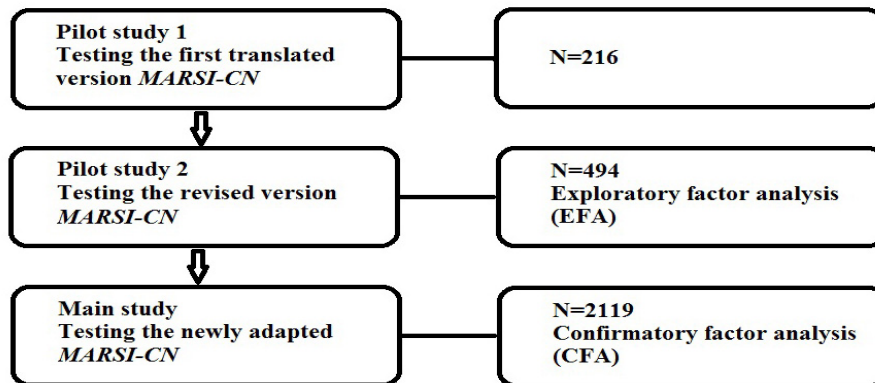 Pilot study 1
Testing the first translated
version MARSI-CN
N=216
Pilot study 2
Testing the revised version
MARSI-CN
N=494
Exploratory factor analysis
(EFA)
Main study
Testing the newly adapted
MARSI-CN
N=2119
Confirmatory factor analysis
(CFA)